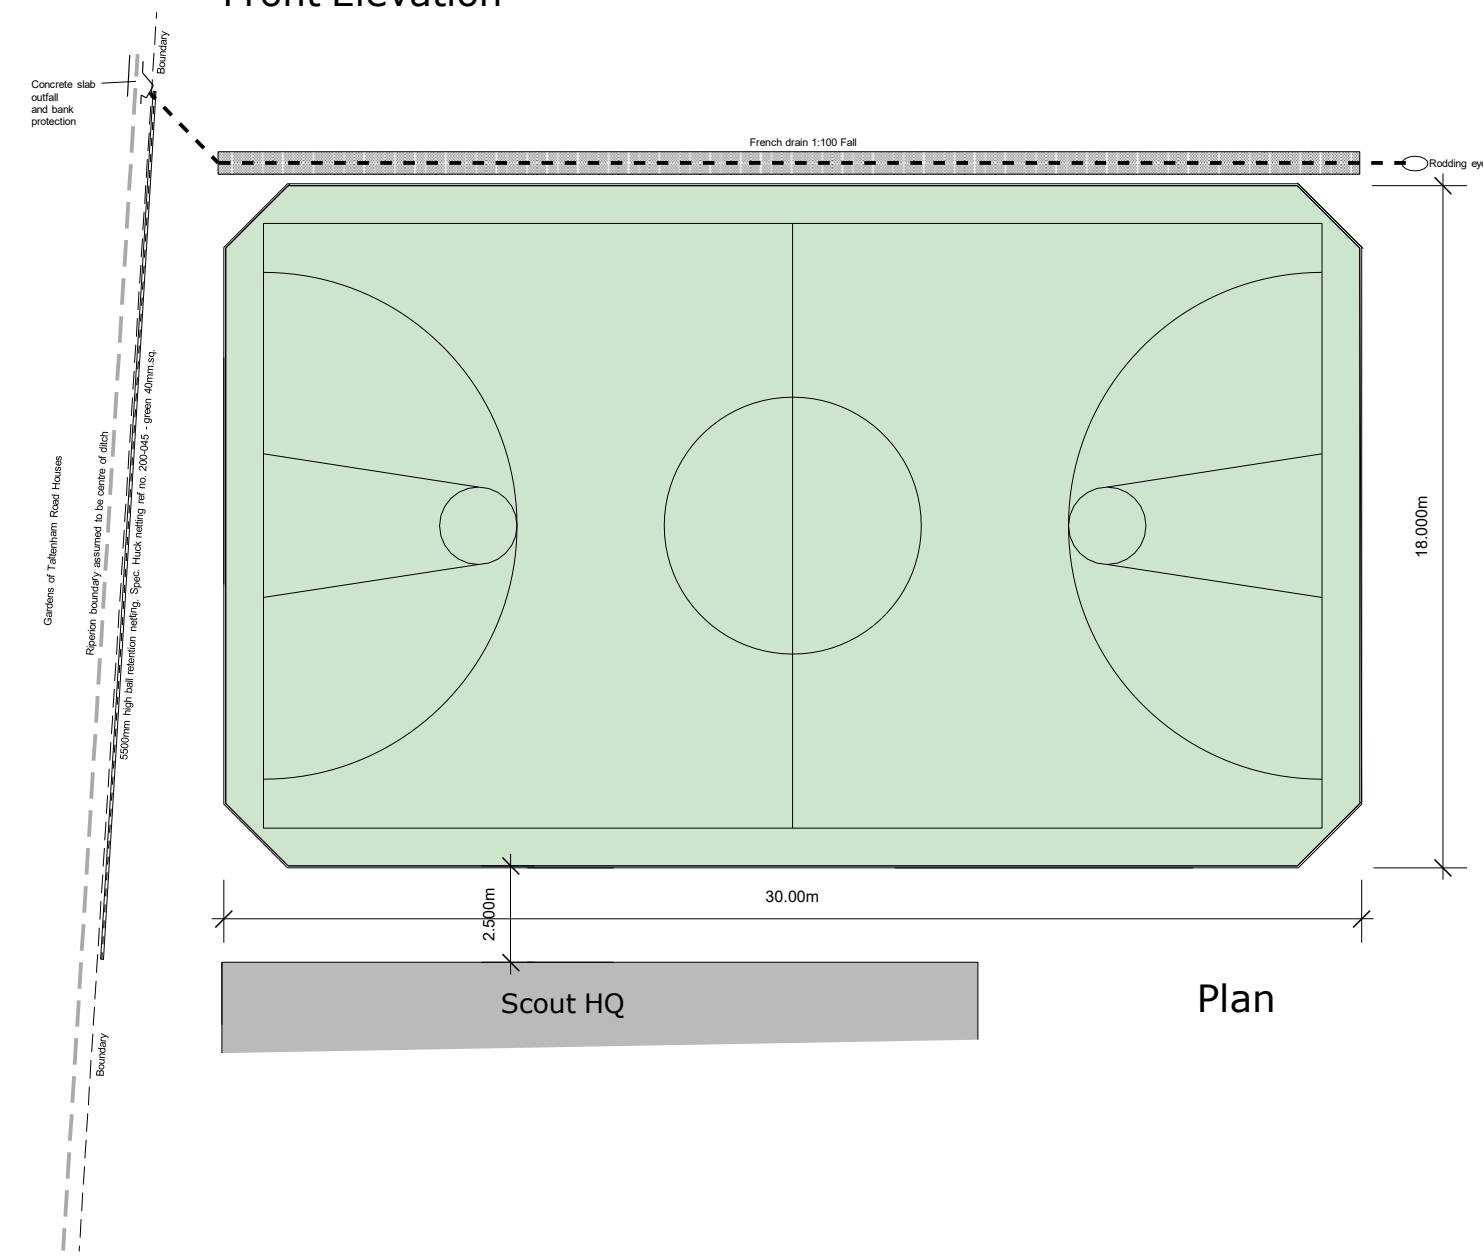 Front Elevation
Boundary
Concrete slab
outfall
and bank
protection
French drain 1:100 Fall
Rodding eye
Gardens of Taltenham Road Houses
Riperion boundary assumed to be centre of ditch
5500mm high ball retention netting. Spec. Huck netting ref no. 200-045 - green 40mm.sq.
18.000m
2.500m
30.00m
Scout HQ
Plan
Boundary